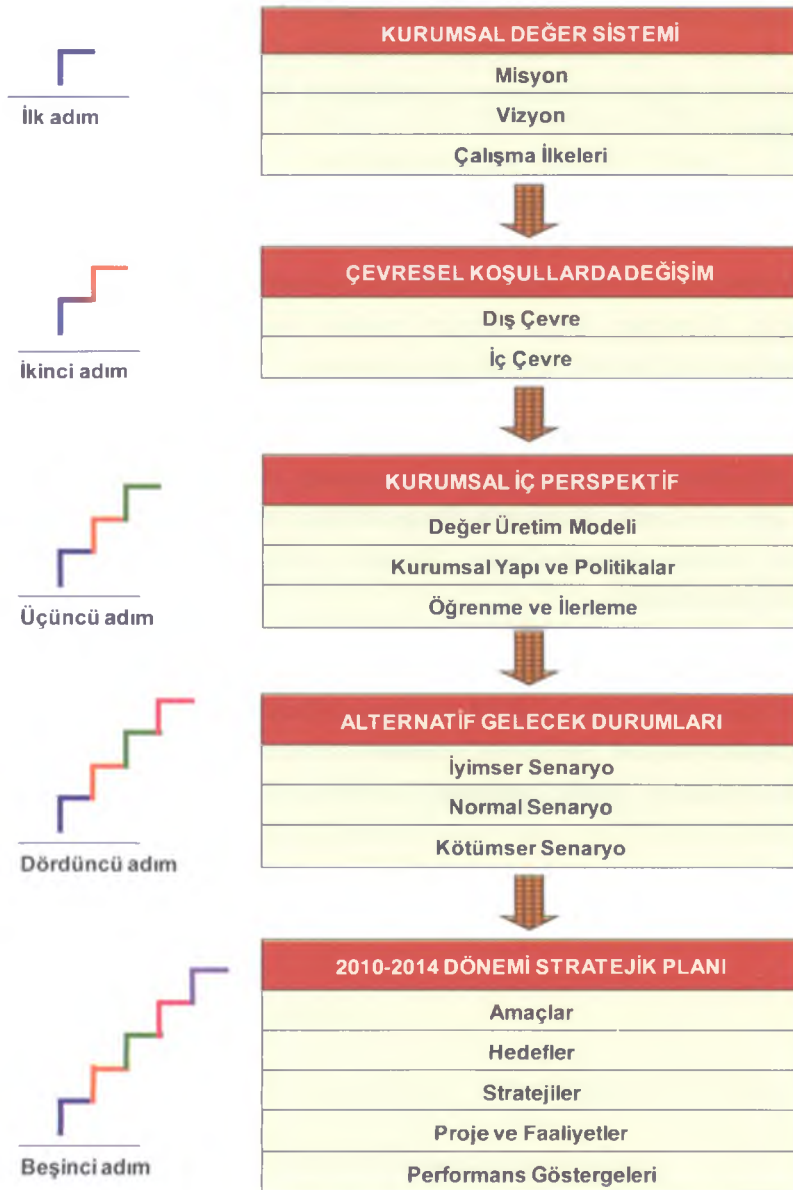 KURUMSAL DEĞER SİSTEMİ
Misyon
Vizyon
Çalışma İlkeleri
İlk adım
ÇEVRESEL KOŞULLARDA DEĞİŞİM
Dış Çevre
İç Çevre
İkinci adım
KURUMSAL İÇ PERSPEKTİF
Değer Üretim Modeli
Kurumsal Yapı ve Politikalar
Öğrenme ve İlerleme
Üçüncü adım
ALTERNATİF GELECEK DURUMLARI
İyimser Senaryo
Normal Senaryo
Kötümser Senaryo
Dördüncü adım
2010-2014 DÖNEMİ STRATEJİK PLANI
Amaçlar
Hedefler
Stratejiler
Proje ve Faaliyetler
Performans Göstergeleri
Beşinci adım